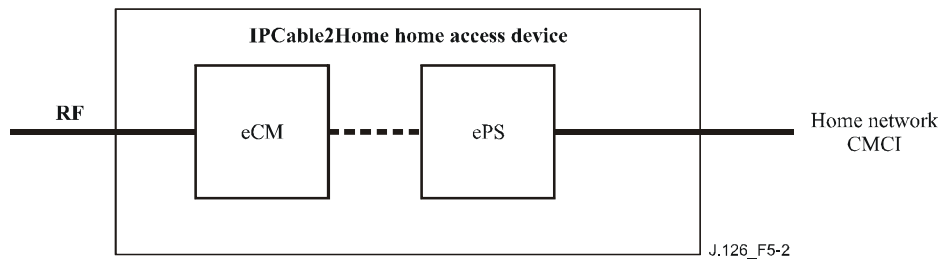 IPCable2Home home access device
RF
eCM
ePS
Home network
CMCI
J.126_F5-2